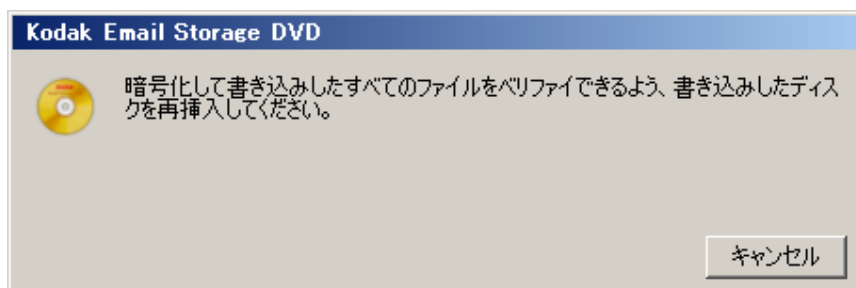 Kodak Email Storage DVD
暗号化して書き込みしたすべてのファイルをベリファイできるよう、書き込みしたディス
クを再挿入してください。
キャンセル